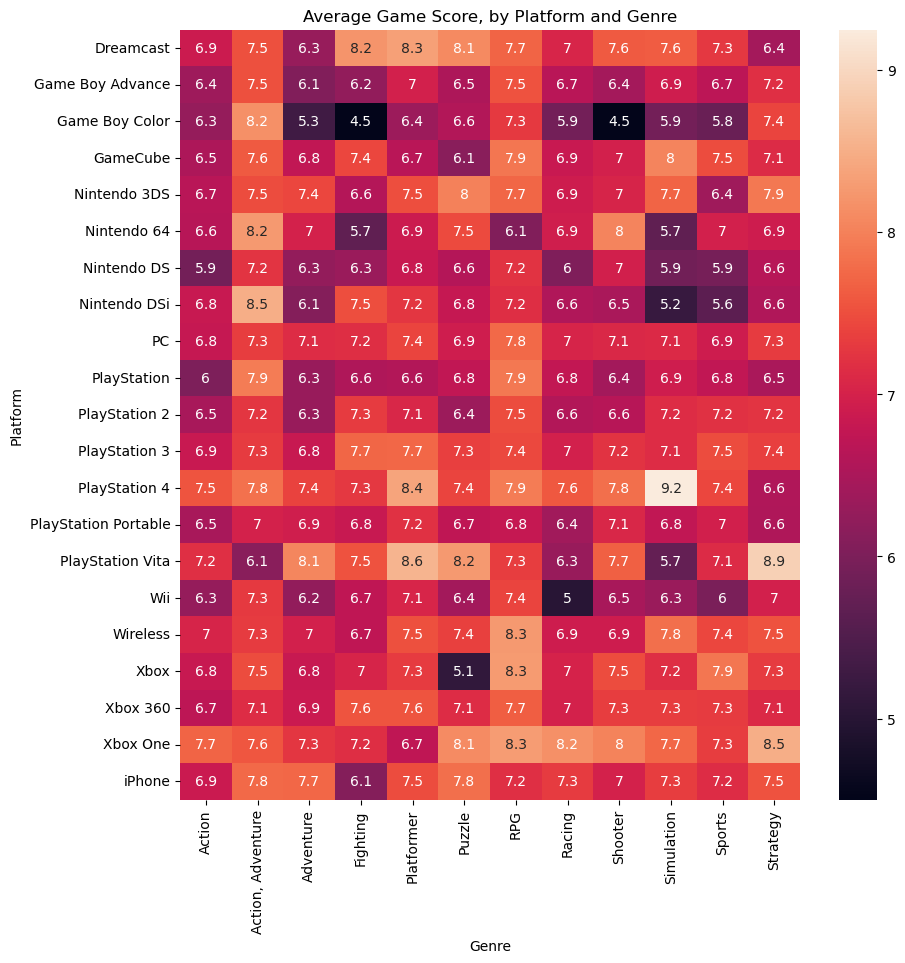 Average Game Score, by Platform and Genre
Dreamcast 6.9 7.5 6.3 8.2 8.3 8.1 7.7 7 7.6 7.6 7.3 6.4
9
Game Boy Advance 6.4 7.5 6.1 6.2 7 6.5 7.5 6.7 6.4 6.9 6.7 7.2
Game Boy Color 6.3 8.2 5.3 4.5 6.4 6.6 7.3 5.9 4.5 5.9 5.8 7.4
GameCube 6.5 7.6 6.8 7.4 6.7 6.1 7.9 6.9 7 8 7.5 7.1
Nintendo 3DS 6.7 7.5 7.4 6.6 7.5 8 7.7 6.9 7 7.7 6.4 7.9
Nintendo 64 6.6 8.2 7 5.7 6.9 7.5 6.1 6.9 8 5.7 7 6.9
8
Nintendo DS 5.9 7.2 6.3 6.3 6.8 6.6 7.2 6 7 5.9 5.9 6.6
Nintendo DSi 6.8 8.5 6.1 7.5 7.2 6.8 7.2 6.6 6.5 5.2 5.6 6.6
PC 6.8 7.3 7.1 7.2 7.4 6.9 7.8 7 7.1 7.1 6.9 7.3
PlayStation 6 7.9 6.3 6.6 6.6 6.8 7.9 6.8 6.4 6.9 6.8 6.5
7
Platform
PlayStation 2 6.5 7.2 6.3 7.3 7.1 6.4 7.5 6.6 6.6 7.2 7.2 7.2
PlayStation 3 6.9 7.3 6.8 7.7 7.7 7.3 7.4 7 7.2 7.1 7.5 7.4
PlayStation 4 7.5 7.8 7.4 7.3 8.4 7.4 7.9 7.6 7.8 9.2 7.4 6.6
PlayStation Portable 6.5 7 6.9 6.8 7.2 6.7 6.8 6.4 7.1 6.8 7 6.6
6
PlayStation Vita 7.2 6.1 8.1 7.5 8.6 8.2 7.3 6.3 7.7 5.7 7.1 8.9
Wii 6.3 7.3 6.2 6.7 7.1 6.4 7.4 5 6.5 6.3 6 7
Wireless 7 7.3 7 6.7 7.5 7.4 8.3 6.9 6.9 7.8 7.4 7.5
Xbox 6.8 7.5 6.8 7 7.3 5.1 8.3 7 7.5 7.2 7.9 7.3
Xbox 360 6.7 7.1 6.9 7.6 7.6 7.1 7.7 7 7.3 7.3 7.3 7.1
5
Xbox One 7.7 7.6 7.3 7.2 6.7 8.1 8.3 8.2 8 7.7 7.3 8.5
iPhone 6.9 7.8 7.7 6.1 7.5 7.8 7.2 7.3 7 7.3 7.2 7.5
Action
Action, Adventure
Adventure
Fighting
Platformer
Puzzle
RPG
Racing
Shooter
Simulation
Sports
Strategy
Genre